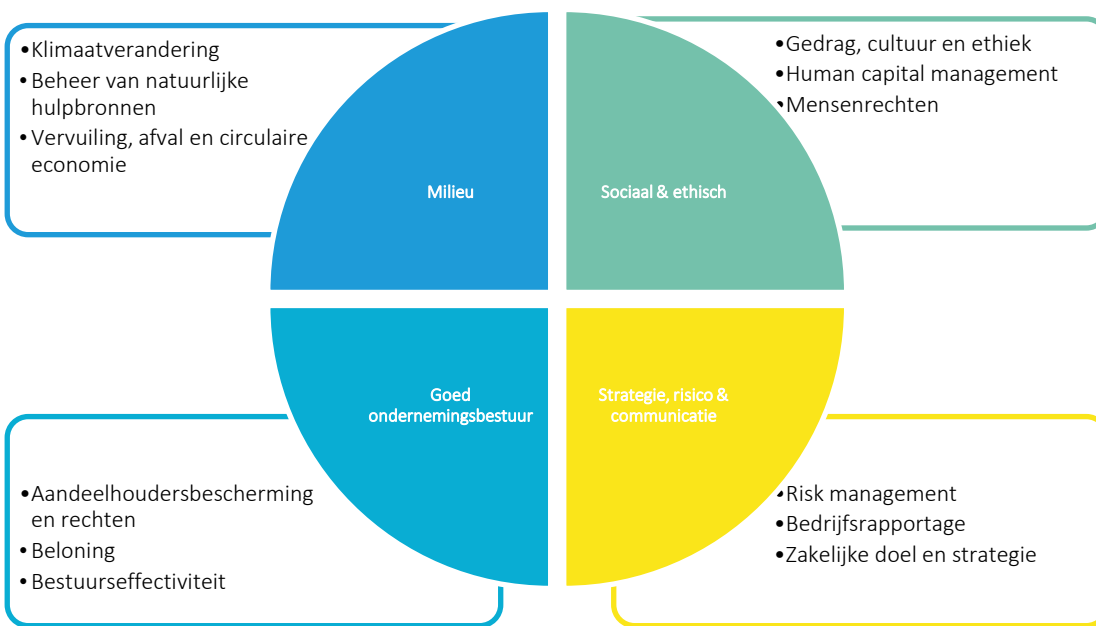 •Klimaatverandering
•Beheer van natuurlijke
hulpbronnen
•Vervuiling, afval en circulaire
economie
•Gedrag, cultuur en ethiek
•Human capital management
•Mensenrechten
Milieu
Sociaal & ethisch
Goed
ondernemingsbestuur
Strategie, risico &
communicatie
•Aandeelhoudersbescherming
en rechten
•Beloning
•Bestuurseffectiviteit
•Risk management
•Bedrijfsrapportage
•Zakelijke doel en strategie